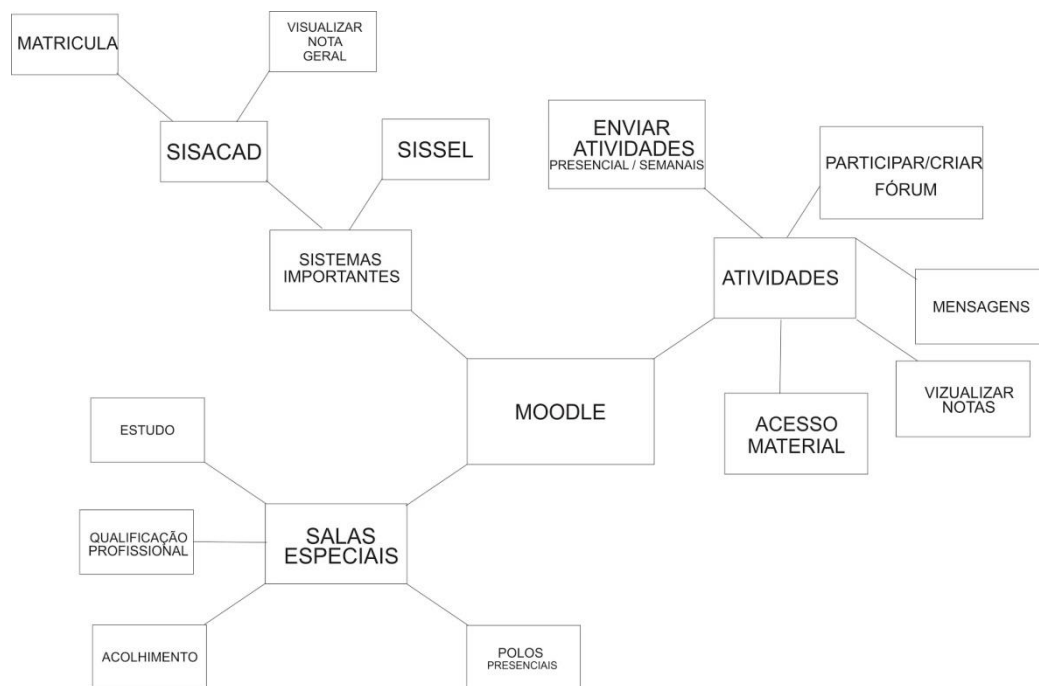 MATRICULA
VISUALIZAR
NOTA
GERAL
SISACAD
SISSEL
SISTEMAS
IMPORTANTES
ENVIAR
ATIVIDADES
PRESENCIAL / SEMANAIS
PARTICIPAR/CRIAR
FÓRUM
ATIVIDADES
MENSAGENS
VIZUALIZAR
NOTAS
ACESSO
MATERIAL
MOODLE
ESTUDO
QUALIFICAÇÃO
PROFISSIONAL
SALAS
ESPECIAIS
ACOLHIMENTO
POLOS
PRESENCIAIS